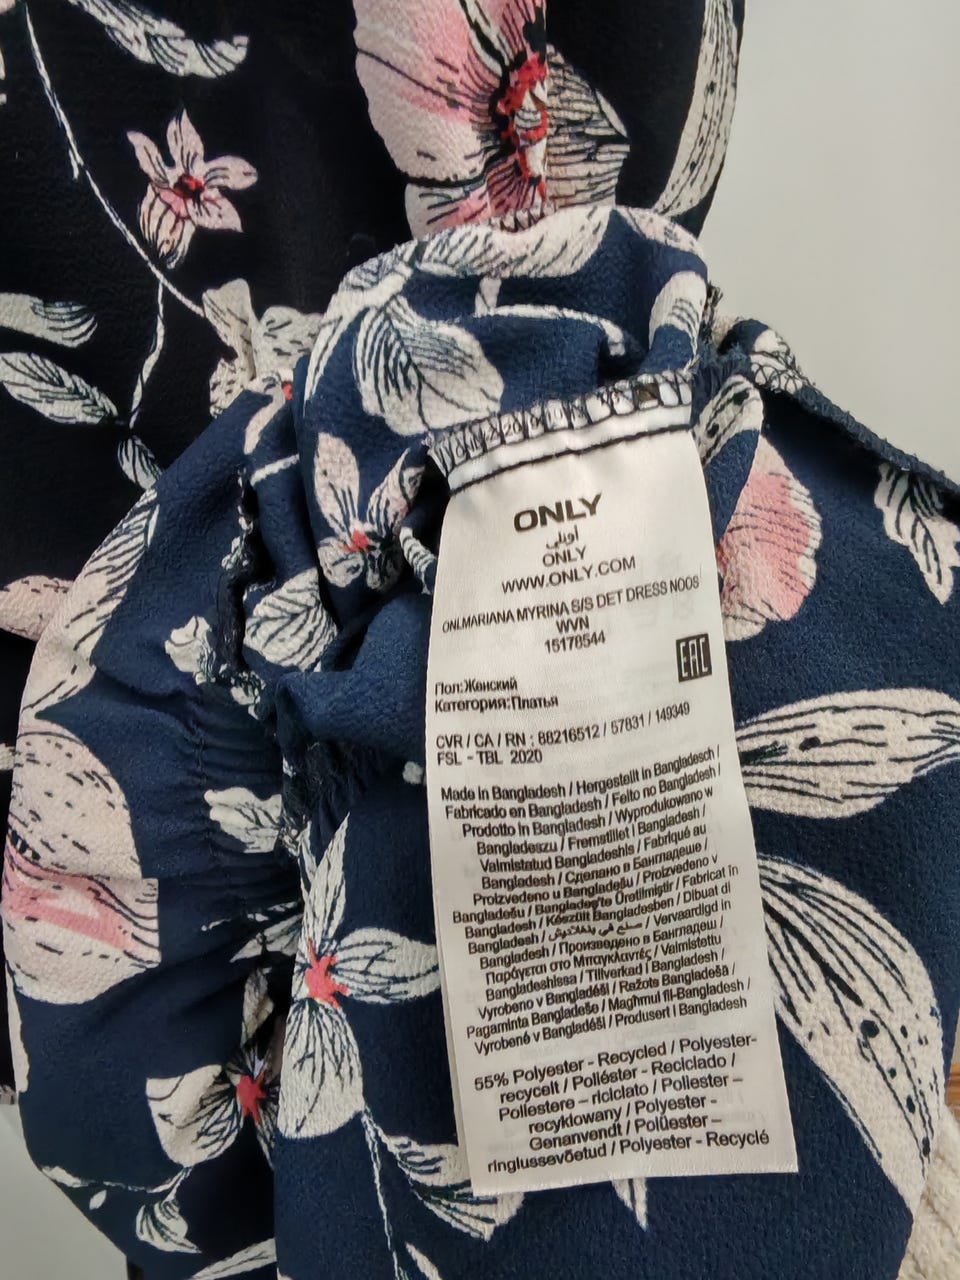 ONLY
أونلي
ONLY
WWW.ONLY.COM
ONLMARIANA MYRINA S/S DET DRESS NOOS
WVN
15178544
EAC
Пол:Женский
Категория:Платья
CVR / CA / RN : 88216512 / 57831 / 149349
FSL - TBL 2020
Made in Bangladesh / Hergestellt in Bangladesch /
Fabricado en Bangladesh / Feito no Bangladesh /
Prodotto in Bangladesh / Wyprodukowano w
Bangladeszu / Fremstillet i Bangladesh /
Valmistatud Bangladeshis / Fabriqué au
Bangladesh / Сделано в Бангладеше /
Proizvedeno u Bangladešu / Proizvedeno v
Bangladešu / Bangladeş'te Üretilmiştir / Fabricat în
Bangladesh / Készült Bangladesben / Dibuat di
Bangladesh / صنع في بنغلاديش / Vervaardigd in
Bangladesh / Произведено в Бангладеш /
Παράγεται στο Μπαγκλαντές / Valmistettu
Bangladeshissa / Tillverkad i Bangladesh /
Vyrobeno v Bangladéši / Ražots Bangladešā /
Pagaminta Bangladeše / Magħmul fil-Bangladesh /
Vyrobené v Bangladéši / Produsert i Bangladesh
55% Polyester - Recycled / Polyester-
recycelt / Poliéster - Reciclado /
Poliestere – riciclato / Poliester –
recyklowany / Polyester -
Genanvendt / Polüester –
ringlussevõetud / Polyester - Recyclé